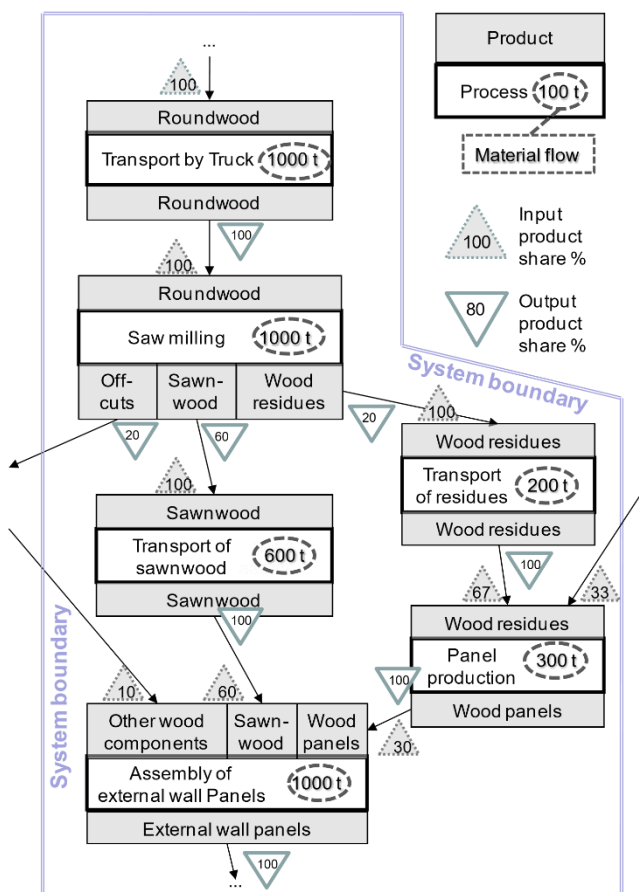 ...
100
Roundwood
Transport by Truck 1000 t
Roundwood
100
100
Roundwood
Saw milling 1000 t
Off-
cuts
Sawn-
wood
Wood
residues
20
60
20
100
Sawnwood
Transport of
sawnwood
600 t
Sawnwood
100
100
Wood residues
Transport
of residues
200 t
Wood residues
100
67
33
Wood residues
Panel
production
300 t
Wood panels
100
30
10
60
Other wood
components
Sawn-
wood
Wood
panels
Assembly of
external wall Panels
1000 t
External wall panels
100
...
System boundary
System boundary
Product
Process 100 t
Material flow
100
Input
product
share %
80
Output
product
share %